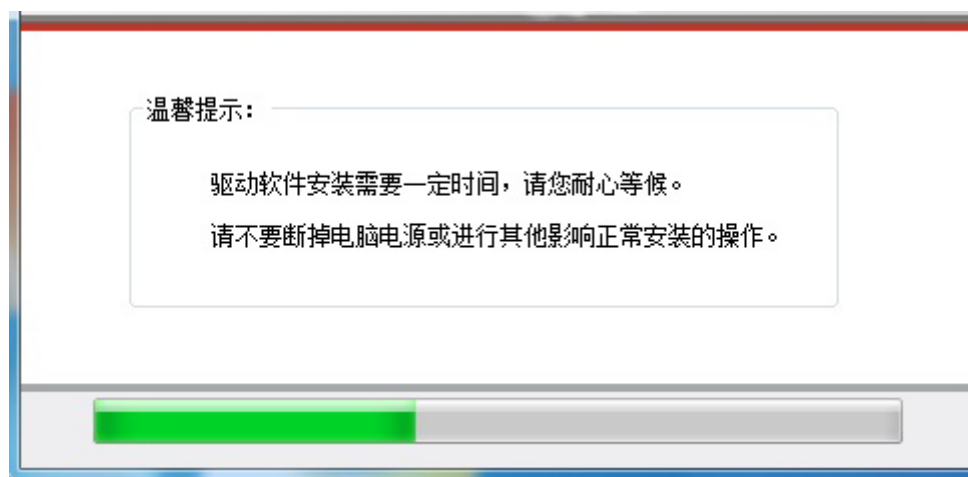 温馨提示：
驱动软件安装需要一定时间，请您耐心等候。
请不要断掉电脑电源或进行其他影响正常安装的操作。